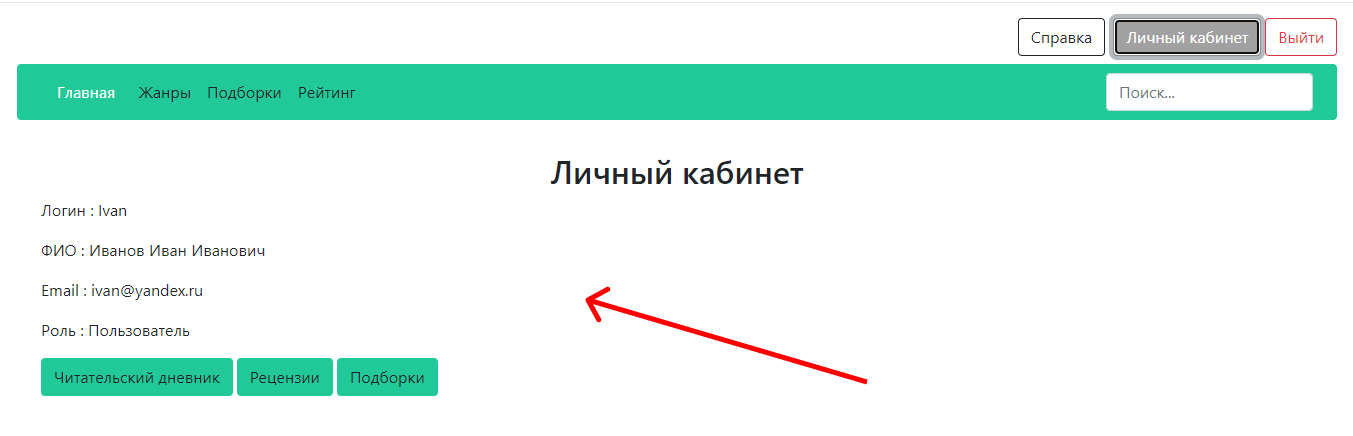 Справка Личный кабинет Выйти
Главная Жанры Подборки Рейтинг Поиск...
Личный кабинет
Логин : Ivan
ФИО : Иванов Иван Иванович
Email : ivan@yandex.ru
Роль : Пользователь
Читательский дневник Рецензии Подборки